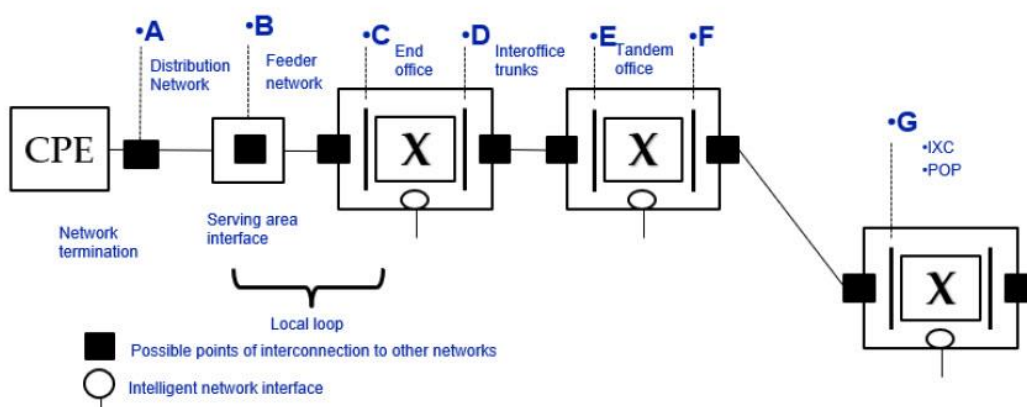 •A
•B
•C
•D
•E
•F
Distribution
Network
Feeder
network
End
office
Interoffice
trunks
Tandem
office
CPE
X
X
•G
•IXC
•POP
Network
termination
Serving area
interface
X
Local loop
Possible points of interconnection to other networks
Intelligent network interface